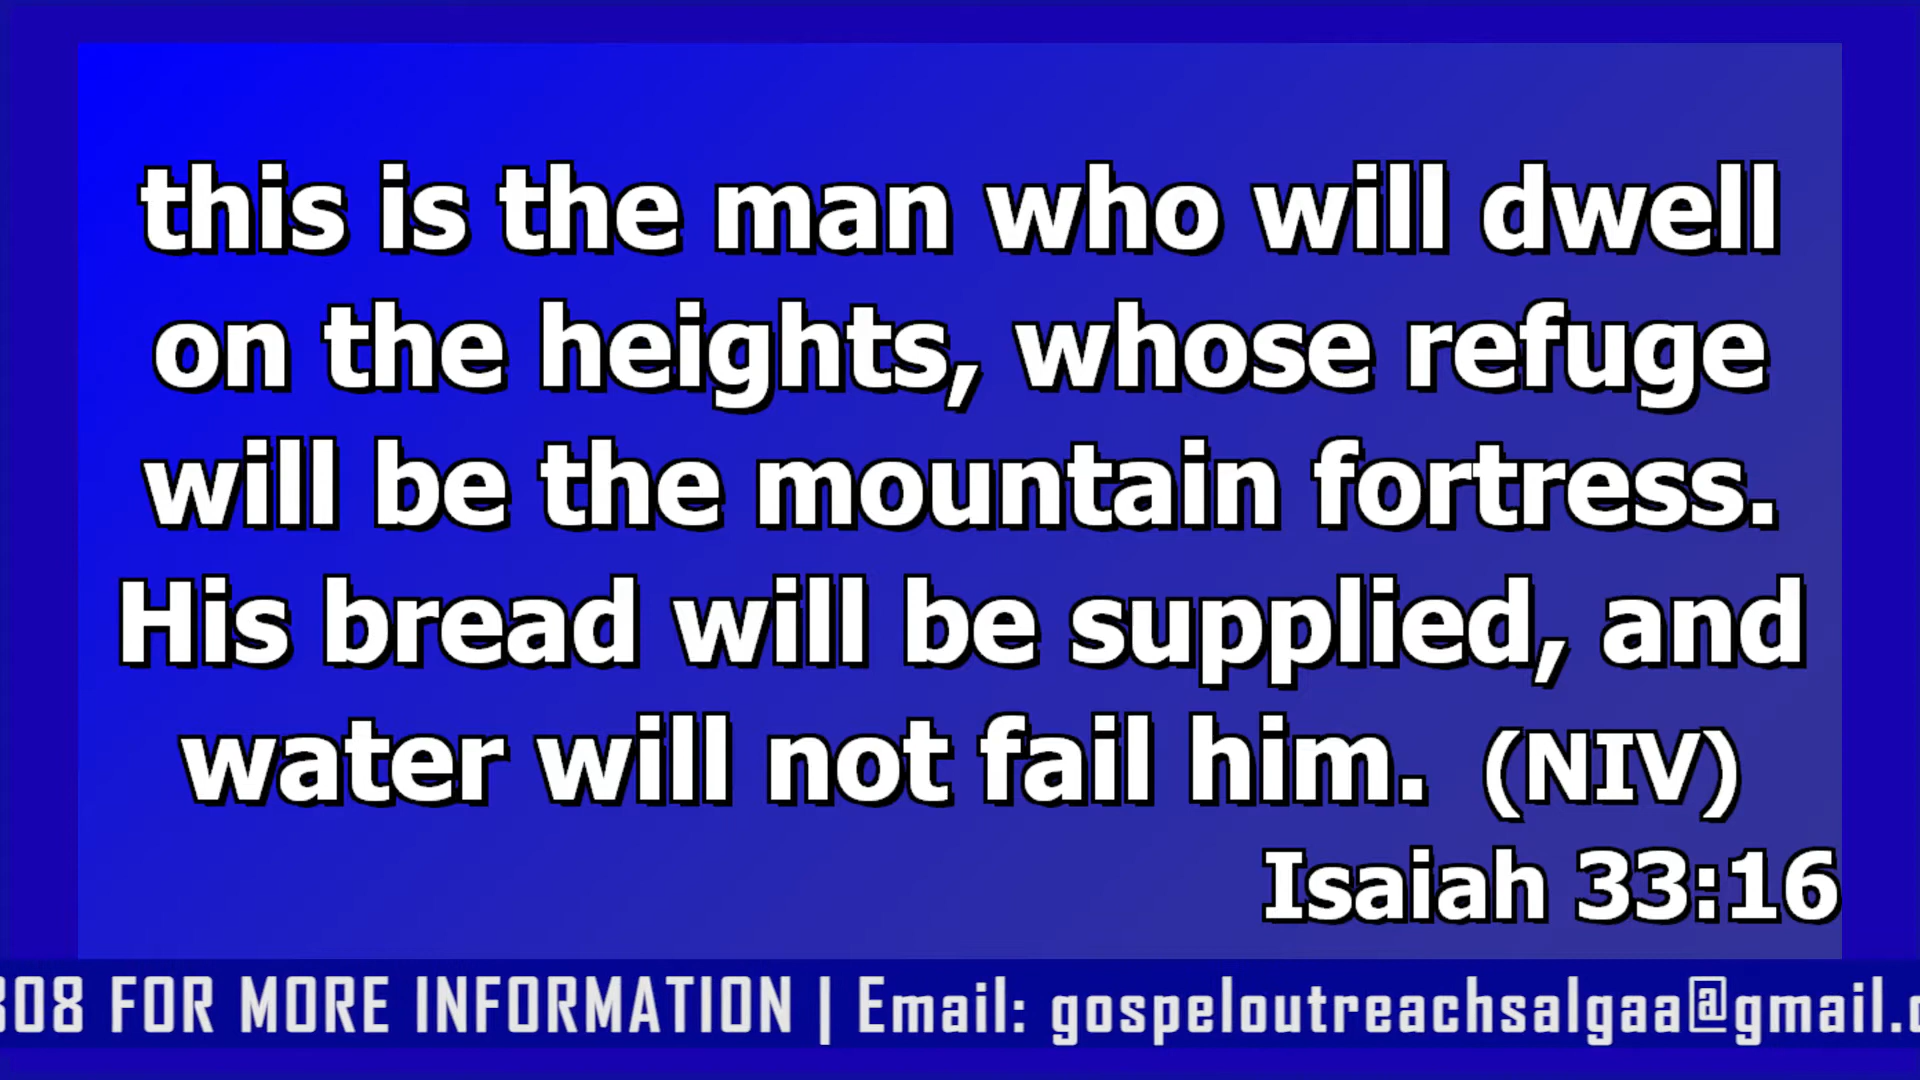 this is the man who will dwell
on the heights, whose refuge
will be the mountain fortress.
His bread will be supplied, and
water will not fail him. (NIV)
Isaiah 33:16
308 FOR MORE INFORMATION | Email: gospeloutreachsalgaa@gmail.c